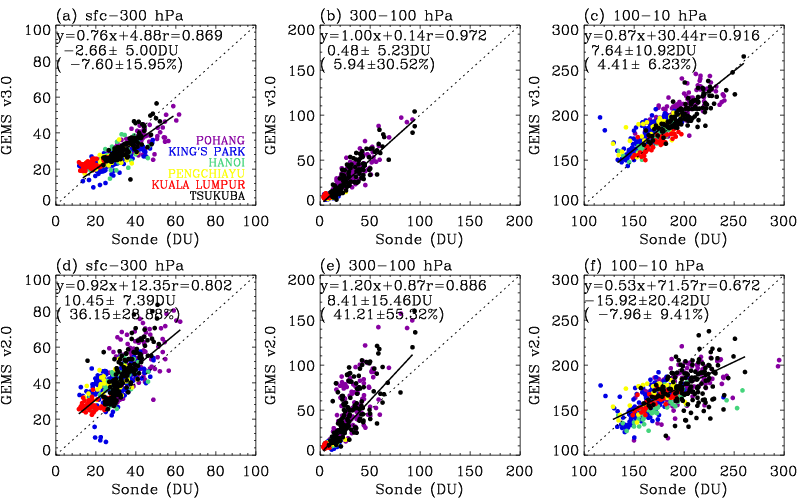 (a) sfc-300 hPa
y=0.76x+4.88r=0.869
-2.66± 5.00DU
( -7.60±15.95%)
GEMS v3.0
100
80
60
40
20
0
POHANG
KING'S PARK
HANOI
PENGCHIAYU
KUALA LUMPUR
TSUKUBA
0 20 40 60 80 100
Sonde (DU)
(b) 300-100 hPa
y=1.00x+0.14r=0.972
0.48± 5.23DU
( 5.94±30.52%)
GEMS v3.0
200
150
100
50
0
0 50 100 150 200
Sonde (DU)
(c) 100-10 hPa
y=0.87x+30.44r=0.916
7.64±10.92DU
( 4.41± 6.23%)
GEMS v3.0
300
250
200
150
100
100 150 200 250 300
Sonde (DU)
(d) sfc-300 hPa
y=0.92x+12.35r=0.802
10.45± 7.39DU
GEMS v2.0
100
80
60
40
20
0
0 20 40 60 80 100
Sonde (DU)
(e) 300-100 hPa
y=1.20x+0.87r=0.886
8.41±15.46DU
( 41.21±55.32%)
GEMS v2.0
200
150
100
50
0
0 50 100 150 200
Sonde (DU)
(f) 100-10 hPa
y=0.53x+71.57r=0.672
-15.92±20.42DU
( -7.96± 9.41%)
GEMS v2.0
300
250
200
150
100
100 150 200 250 300
Sonde (DU)